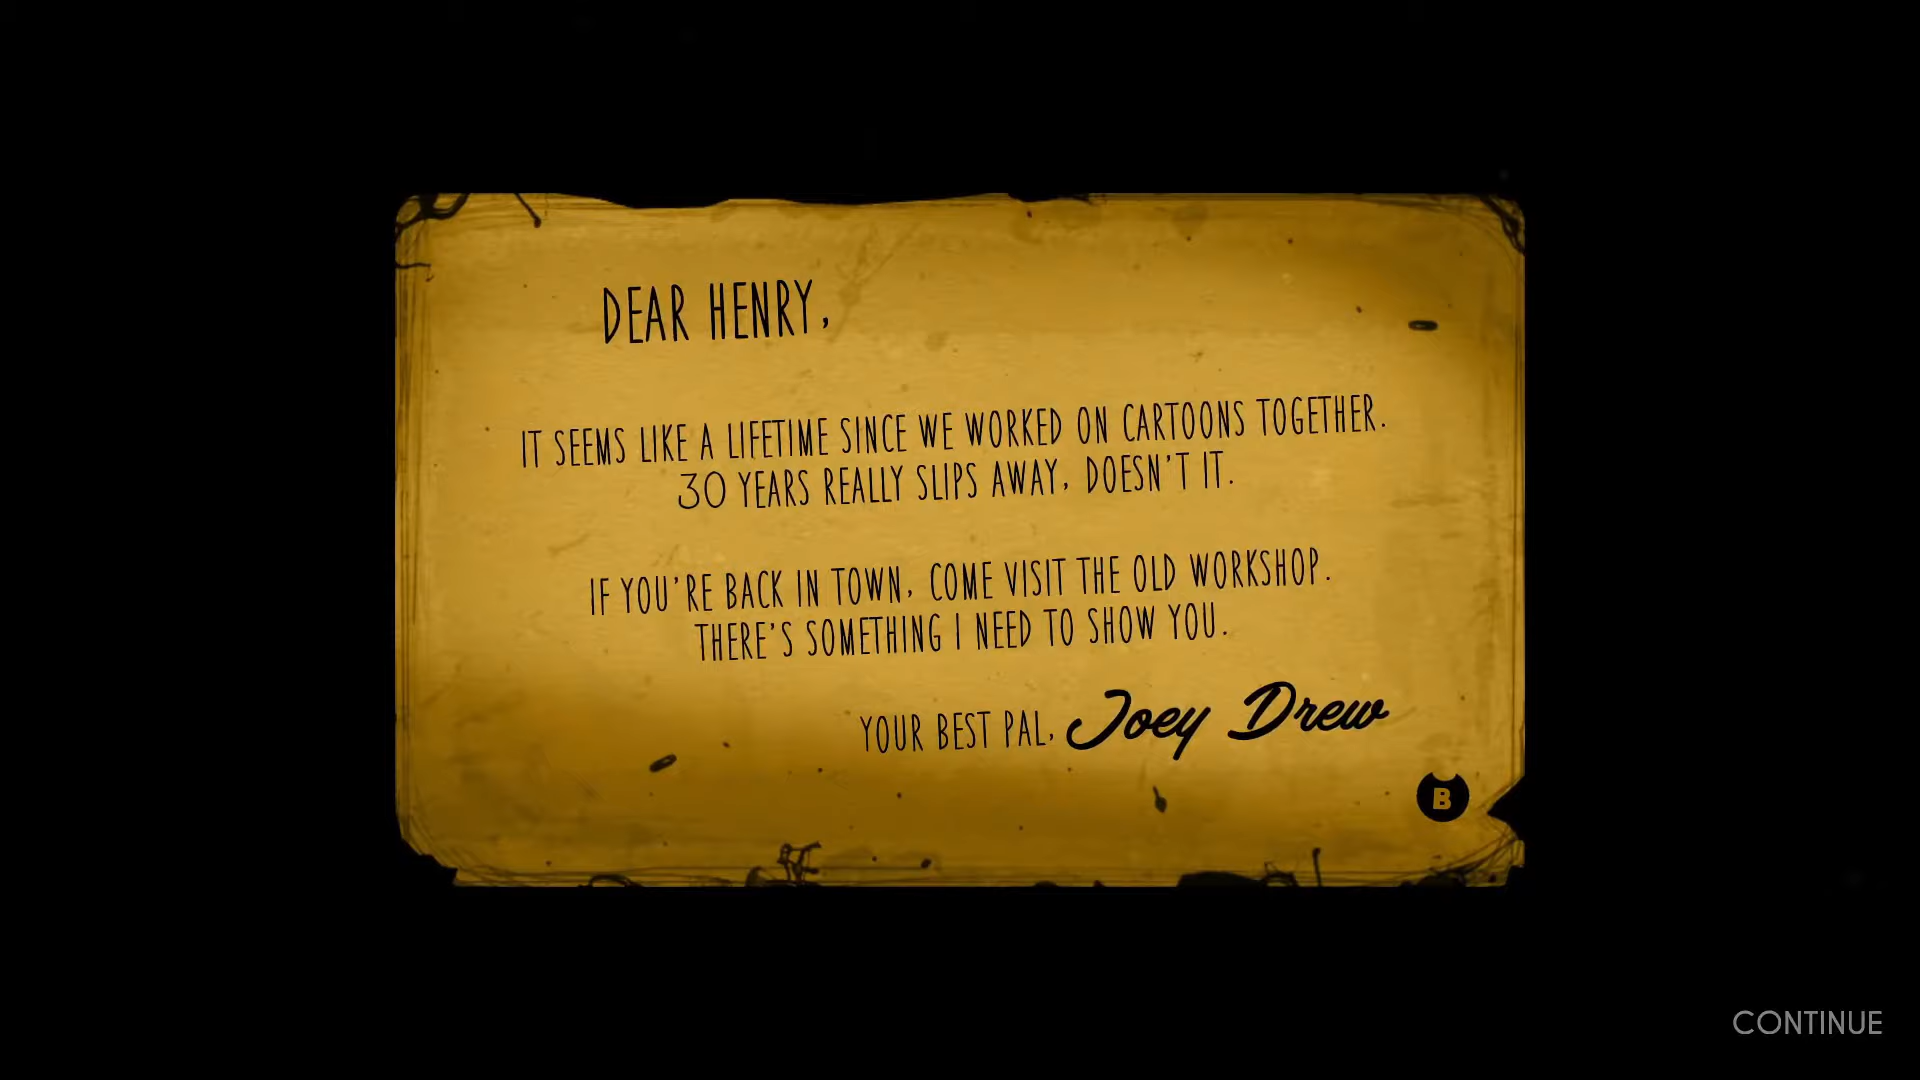 DEAR HENRY,
IT SEEMS LIKE A LIFETIME SINCE WE WORKED ON CARTOONS TOGETHER.
30 YEARS REALLY SLIPS AWAY, DOESN'T IT.
IF YOU'RE BACK IN TOWN, COME VISIT THE OLD WORKSHOP.
THERE'S SOMETHING I NEED TO SHOW YOU.
YOUR BEST PAL, Joey Drew
B
CONTINUE